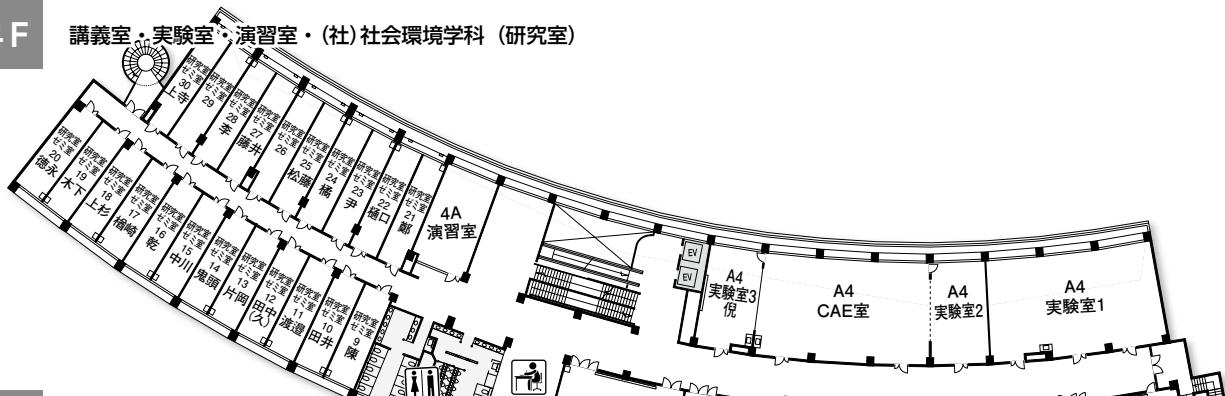 4F
講義室・実験室・演習室・(社)社会環境学科（研究室）
研究室
ゼミ室
30
上寺
研究室
ゼミ室
29
研究室
ゼミ室
28
李
研究室
ゼミ室
27
藤井
研究室
ゼミ室
26
研究室
ゼミ室
25
松藤
研究室
ゼミ室
24
橘
研究室
ゼミ室
23
尹
研究室
ゼミ室
22
樋口
研究室
ゼミ室
21
鄭
4A
演習室
研究室
ゼミ室
20
徳永
研究室
ゼミ室
19
木下
研究室
ゼミ室
18
上杉
研究室
ゼミ室
17
楢崎
研究室
ゼミ室
16
乾
研究室
ゼミ室
15
中川
研究室
ゼミ室
14
鬼頭
研究室
ゼミ室
13
片岡
研究室
ゼミ室
12
田中
(久)
研究室
ゼミ室
11
渡邉
研究室
ゼミ室
10
田井
研究室
ゼミ室
9
陳
EV
EV
A4
実験室3
倪
A4
CAE室
A4
実験室2
A4
実験室1